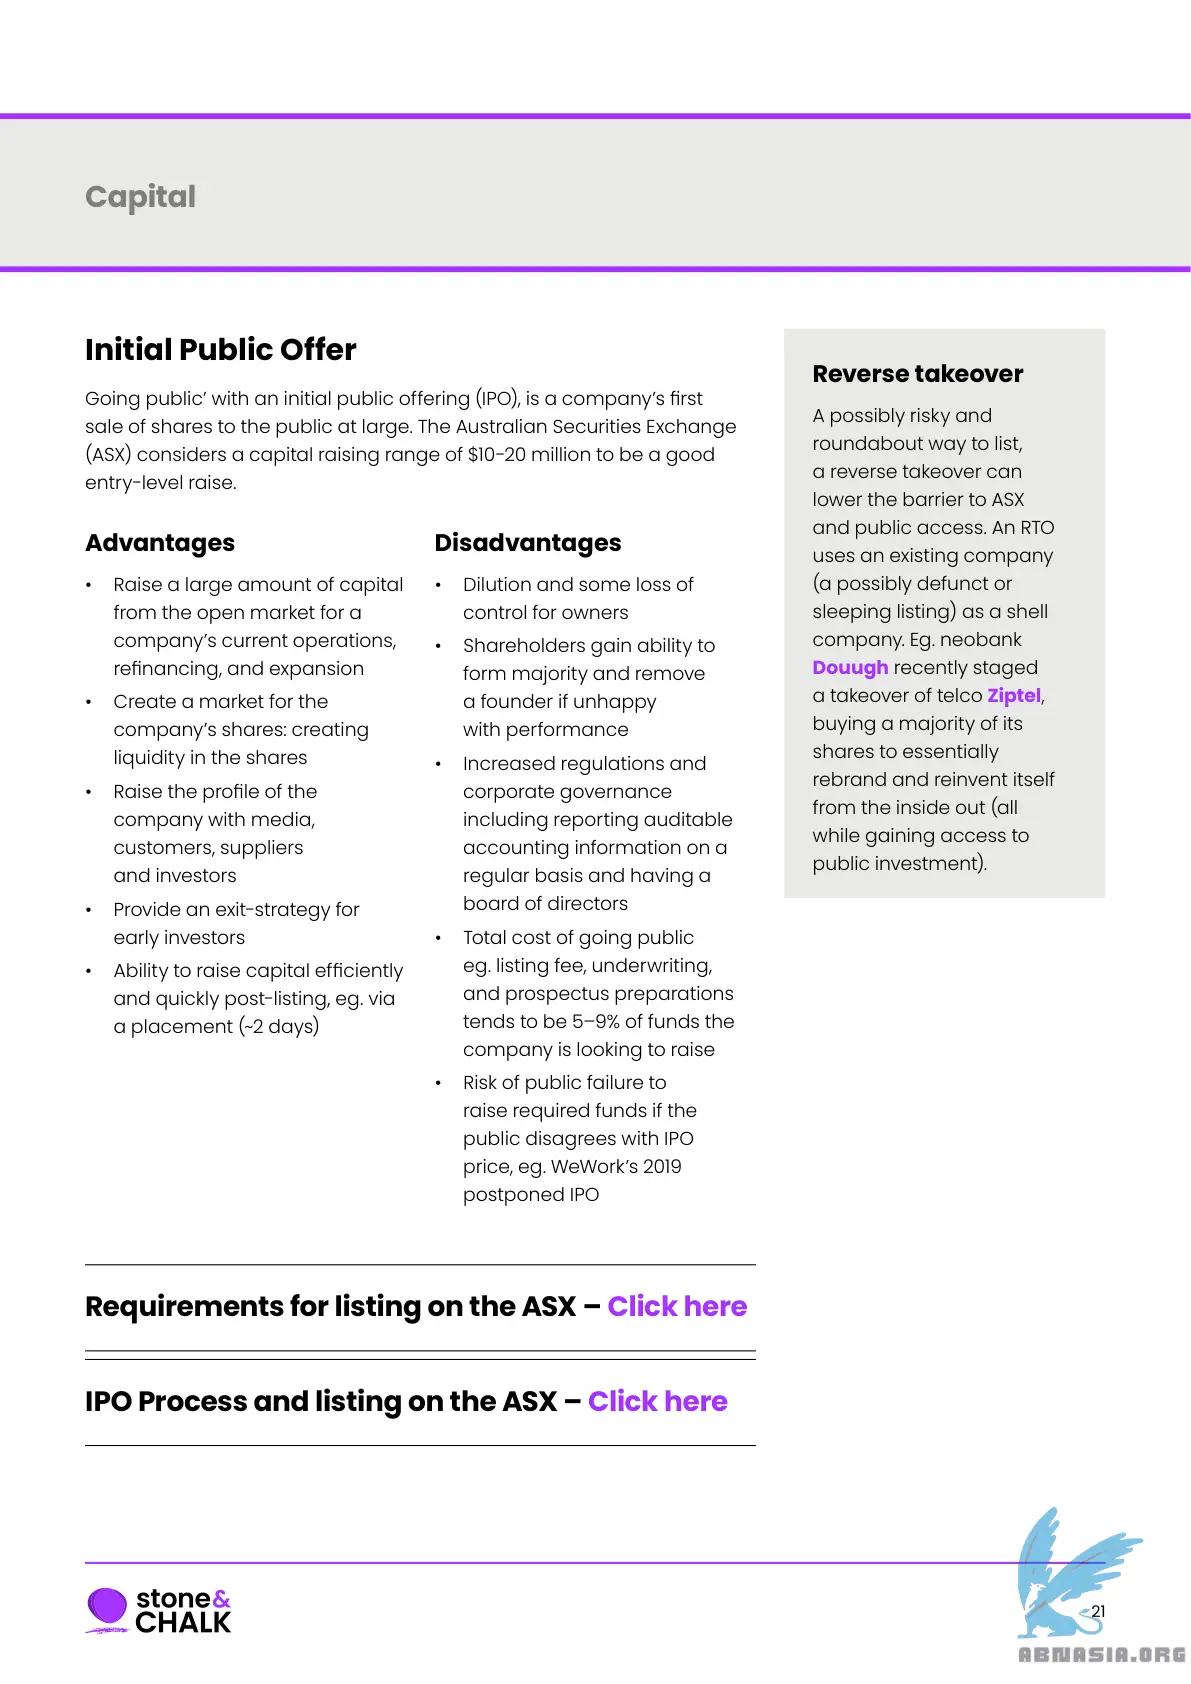 Capital
Initial Public Offer
Going public’ with an initial public offering (IPO), is a company’s first
sale of shares to the public at large. The Australian Securities Exchange
(ASX) considers a capital raising range of $10-20 million to be a good
entry-level raise.
Advantages
• Raise a large amount of capital
from the open market for a
company’s current operations,
refinancing, and expansion
• Create a market for the
company’s shares: creating
liquidity in the shares
• Raise the profile of the
company with media,
customers, suppliers
and investors
• Provide an exit-strategy for
early investors
• Ability to raise capital efficiently
and quickly post-listing, eg. via
a placement (~2 days)
Disadvantages
• Dilution and some loss of
control for owners
• Shareholders gain ability to
form majority and remove
a founder if unhappy
with performance
• Increased regulations and
corporate governance
including reporting auditable
accounting information on a
regular basis and having a
board of directors
• Total cost of going public
eg. listing fee, underwriting,
and prospectus preparations
tends to be 5–9% of funds the
company is looking to raise
• Risk of public failure to
raise required funds if the
public disagrees with IPO
price, eg. WeWork’s 2019
postponed IPO
Reverse takeover
A possibly risky and
roundabout way to list,
a reverse takeover can
lower the barrier to ASX
and public access. An RTO
uses an existing company
(a possibly defunct or
sleeping listing) as a shell
company. Eg. neobank
Douugh recently staged
a takeover of telco Ziptel,
buying a majority of its
shares to essentially
rebrand and reinvent itself
from the inside out (all
while gaining access to
public investment).
Requirements for listing on the ASX – Click here
IPO Process and listing on the ASX – Click here
stone&
CHALK
21
ABNASIA.ORG